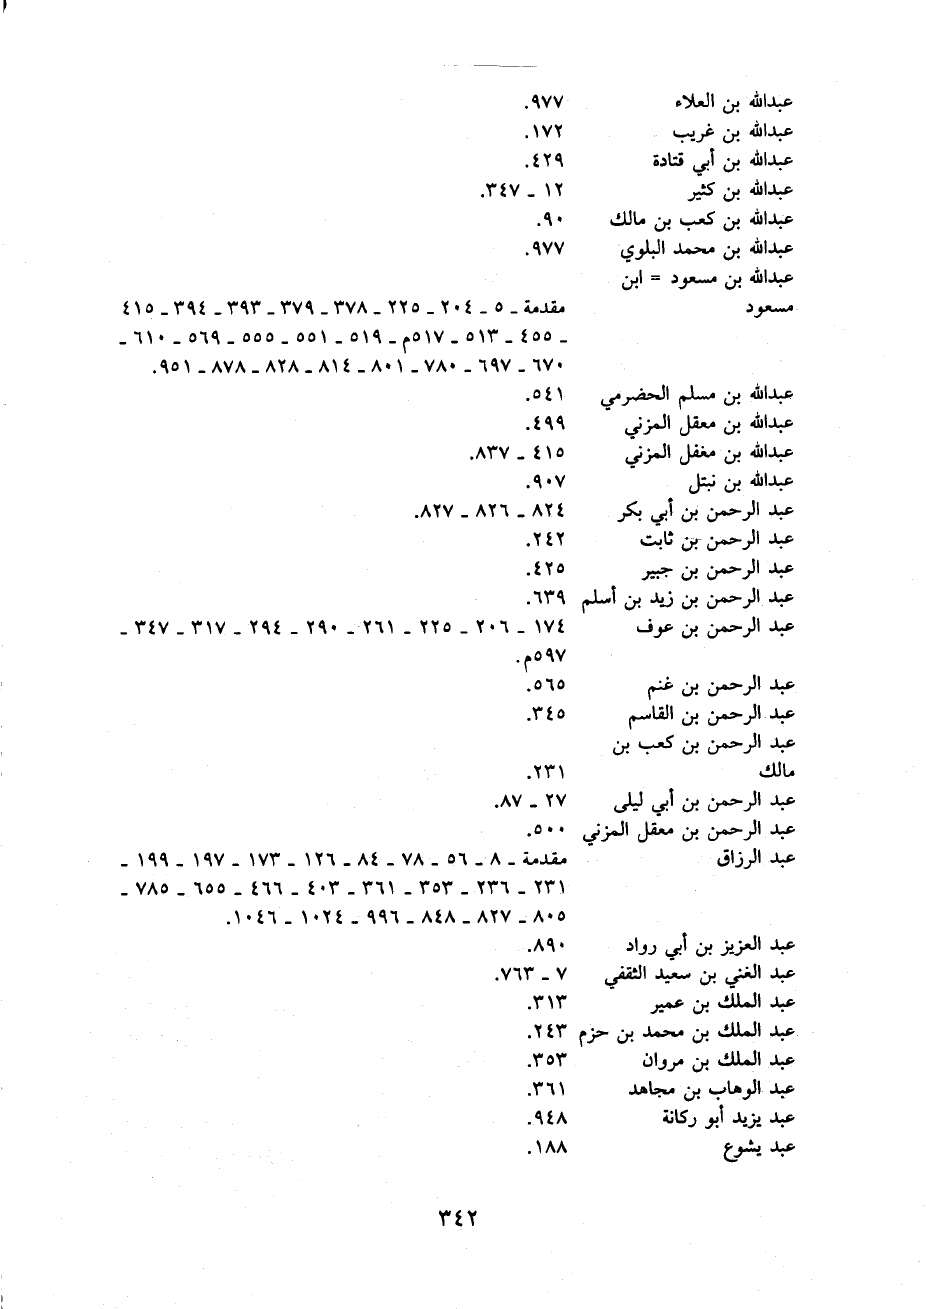 عبدالله بن العلاء ٩٧٧.
عبدالله بن غريب ١٧٢.
عبدالله بن أبي قتادة ٤٢٩.
عبدالله بن كثير ١٢ ـ ٣٤٧.
عبدالله بن كعب بن مالك ٩٠.
عبدالله بن محمد البلوي ٩٧٧.
عبدالله بن مسعود = ابن
مسعود مقدمة ـ ٥ ـ ٢٠٤ ـ ٢٢٥ ـ ٣٧٨ ـ ٣٧٩ ـ ٣٩٣ ـ ٣٩٤ ـ ٤١٥
ـ ٤٥٥ ـ ٥١٣ ـ ٥١٧م ـ ٥١٩ ـ ٥٥١ ـ ٥٥٥ ـ ٥٦٩ ـ ٦١٠ ـ
٦٧٠ ـ ٦٩٧ ـ ٧٨٠ ـ ٨٠١ ـ ٨١٤ ـ ٨٢٨ ـ ٨٧٨ ـ ٩٥١.
عبدالله بن مسلم الحضرمي ٥٤١.
عبدالله بن معقل المزني ٤٩٩.
عبدالله بن مغفل المزني ٤١٥ ـ ٨٣٧.
عبدالله بن نبتل ٩٠٧.
عبد الرحمن بن أبي بكر ٨٢٤ ـ ٨٢٦ ـ ٨٢٧.
عبد الرحمن بن ثابت ٢٤٢.
عبد الرحمن بن جبير ٤٢٥.
عبد الرحمن بن زيد بن أسلم ٦٣٩.
عبد الرحمن بن عوف ١٧٤ ـ ٢٠٦ ـ ٢٢٥ ـ ٢٦١ ـ ٢٩٠ ـ ٢٩٤ ـ ٣١٧ ـ ٣٤٧ ـ
٥٩٧م.
عبد الرحمن بن غنم ٥٦٥.
عبد الرحمن بن القاسم ٣٤٥.
عبد الرحمن بن كعب بن
مالك ٢٣١.
عبد الرحمن بن أبي ليلى ٢٧ ـ ٨٧.
عبد الرحمن بن معقل المزني ٥٠٠.
عبد الرزاق مقدمة ـ ٨ ـ ٥٦ ـ ٧٨ ـ ٨٤ ـ ١٢٦ ـ ١٧٣ ـ ١٩٧ ـ ١٩٩ ـ
٢٣١ ـ ٢٣٦ ـ ٣٥٣ ـ ٣٦١ ـ ٤٠٣ ـ ٤٦٦ ـ ٦٥٥ ـ ٧٨٥ ـ
٨٠٥ ـ ٨٢٧ ـ ٨٤٨ ـ ٩٩٦ ـ ١٠٢٤ ـ ١٠٤٦.
عبد العزيز بن أبي رواد ٨٩٠.
عبد الغني بن سعيد الثقفي ٧ ـ ٧٦٣.
عبد الملك بن عمير ٣١٣.
عبد الملك بن محمد بن حزم ٢٤٣.
عبد الملك بن مروان ٣٥٣.
عبد الوهاب بن مجاهد ٣٦١.
عبد يزيد أبو ركانة ٩٤٨.
عبد يشوع ١٨٨.
٣٤٢